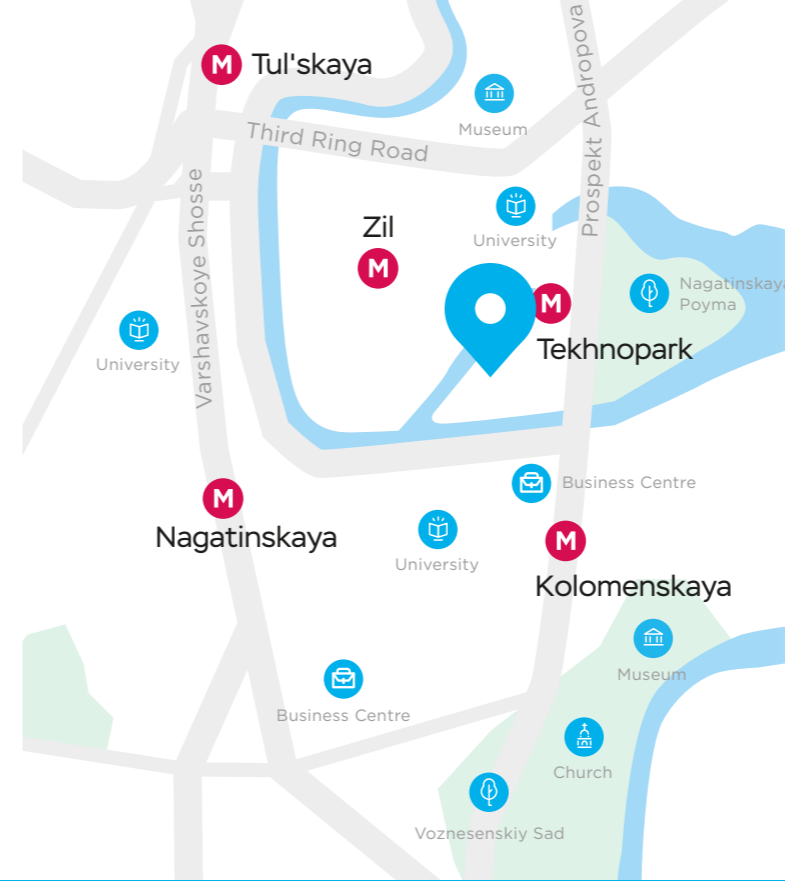 M Tul'skaya
Museum
Third Ring Road
Prospekt Andropova
Varshavskoye Shosse
University
Zil
M
M
Tekhnopark
Nagatinskaya
Poyma
University
M
Nagatinskaya
Business Centre
University
M
Kolomenskaya
Museum
Business Centre
Church
Voznesenskiy Sad